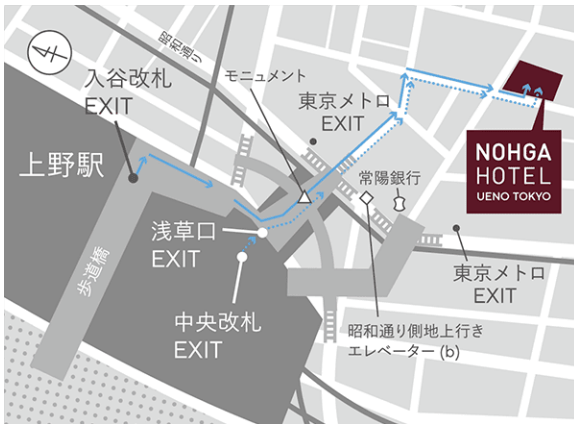 昭和通り
入谷改札
EXIT
モニュメント
東京メトロ
EXIT
上野駅
NOHGA
HOTEL
UENO TOKYO
常陽銀行
浅草口
EXIT
歩道橋
東京メトロ
EXIT
中央改札
EXIT
昭和通り側地上行き
エレベーター (b)